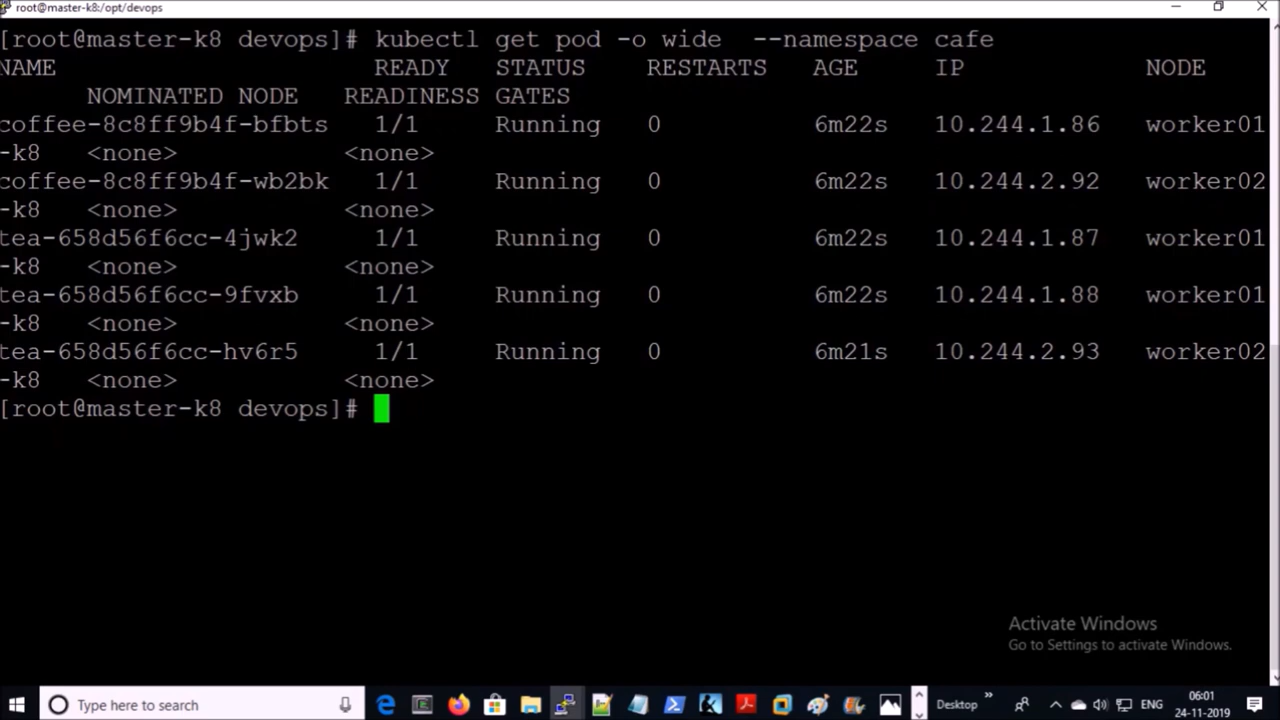 root@master-k8:/opt/devops
[root@master-k8 devops]# kubectl get pod -o wide  --namespace cafe
NAME READY STATUS RESTARTS AGE IP NODE
NOMINATED NODE READINESS GATES
coffee-8c8ff9b4f-bfbts 1/1 Running 0 6m22s 10.244.1.86 worker01
-k8 <none> <none>
coffee-8c8ff9b4f-wb2bk 1/1 Running 0 6m22s 10.244.2.92 worker02
-k8 <none> <none>
tea-658d56f6cc-4jwk2 1/1 Running 0 6m22s 10.244.1.87 worker01
-k8 <none> <none>
tea-658d56f6cc-9fvxb 1/1 Running 0 6m22s 10.244.1.88 worker01
-k8 <none> <none>
tea-658d56f6cc-hv6r5 1/1 Running 0 6m21s 10.244.2.93 worker02
-k8 <none> <none>
[root@master-k8 devops]#
Activate Windows
Go to Settings to activate Windows.
Type here to search
Desktop
ENG
06:01
24-11-2019